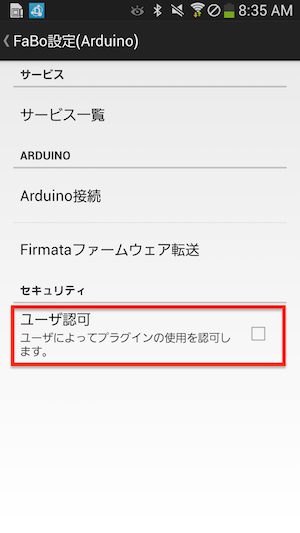 8:35 AM
FaBo設定(Arduino)
サービス
サービス一覧
ARDUINO
Arduino接続
Firmataファームウェア転送
セキュリティ
ユーザ認可
ユーザによってプラグインの使用を認可し
ます。